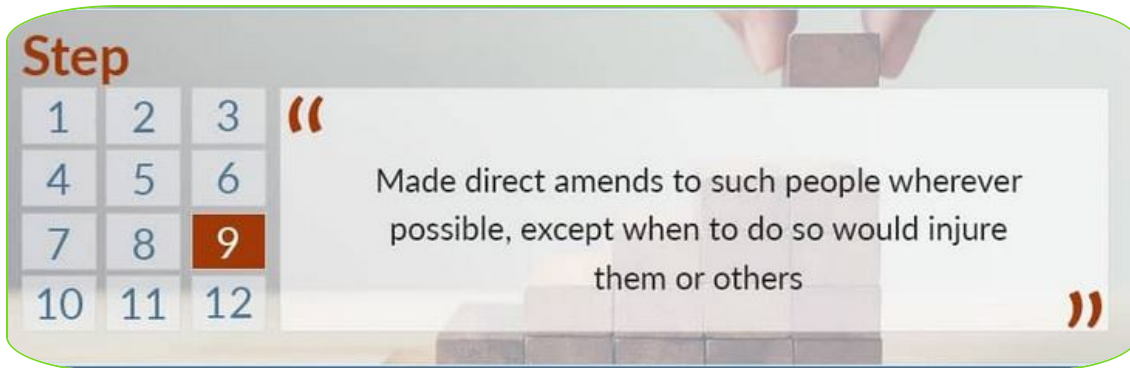 Step
1 2 3
4 5 6
7 8 9
10 11 12
“
Made direct amends to such people wherever
possible, except when to do so would injure
them or others
”